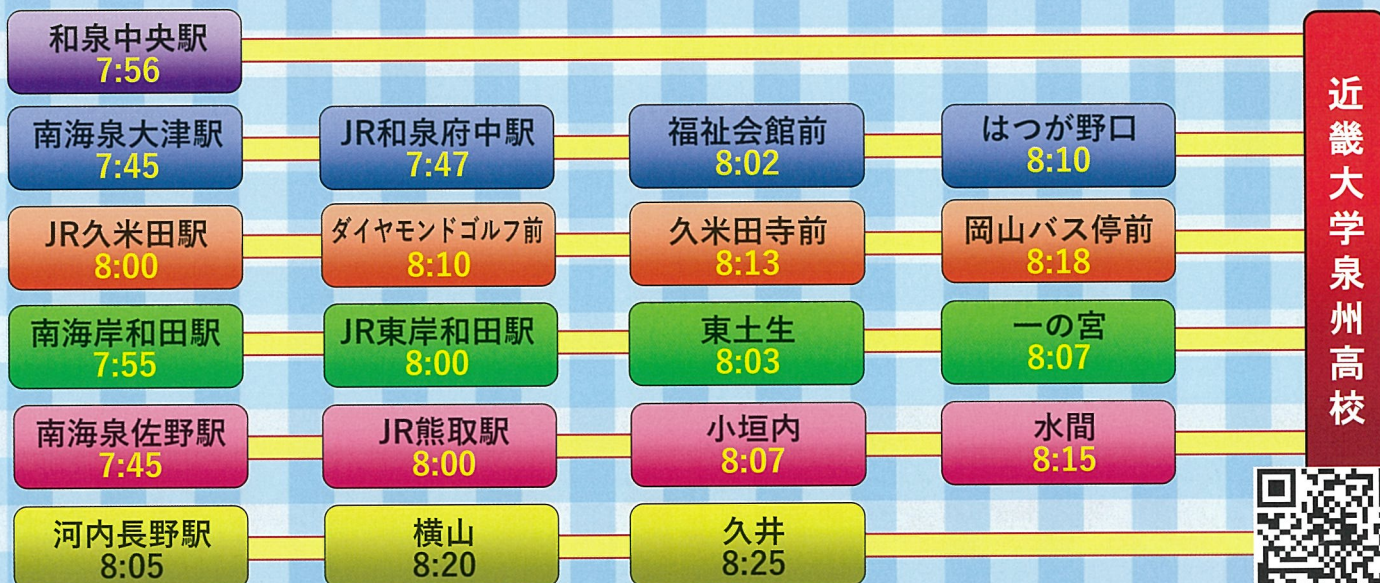 和泉中央駅
7:56
南海泉大津駅
7:45
JR和泉府中駅
7:47
福祉会館前
8:02
はつが野口
8:10
JR久米田駅
8:00
ダイヤモンドゴルフ前
8:10
久米田寺前
8:13
岡山バス停前
8:18
南海岸和田駅
7:55
JR東岸和田駅
8:00
東土生
8:03
一の宮
8:07
南海泉佐野駅
7:45
JR熊取駅
8:00
小垣内
8:07
水間
8:15
河内長野駅
8:05
横山
8:20
久井
8:25
近畿大学泉州高校